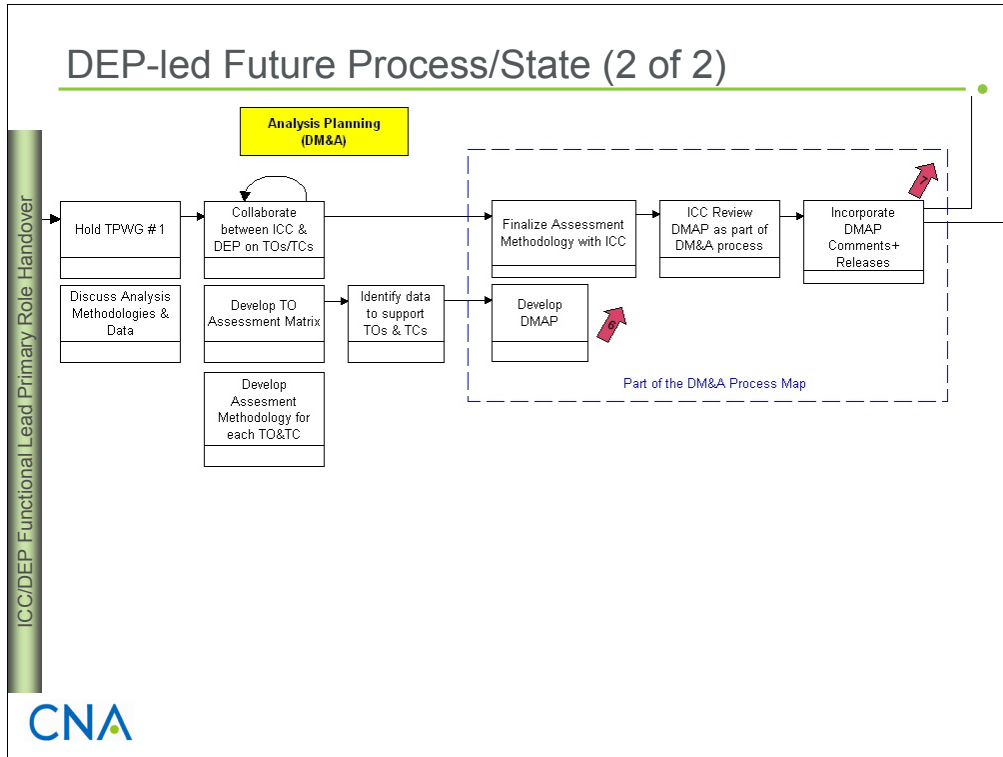 DEP-led Future Process/State (2 of 2)
Analysis Planning
(DM&A)
ICC/DEP Functional Lead Primary Role Handover
Hold TPWG # 1
Collaborate
between ICC &
DEP on TOs/TCs
Finalize Assessment
Methodology with ICC
ICC Review
DMAP as part of
DM&A process
Incorporate
DMAP
Comments+
Releases
7
Discuss Analysis
Methodologies &
Data
Develop TO
Assessment Matrix
Identify data
to support
TOs & TCs
Develop
DMAP
6
Part of the DM&A Process Map
Develop
Assesment
Methodology for
each TO&TC
CNA